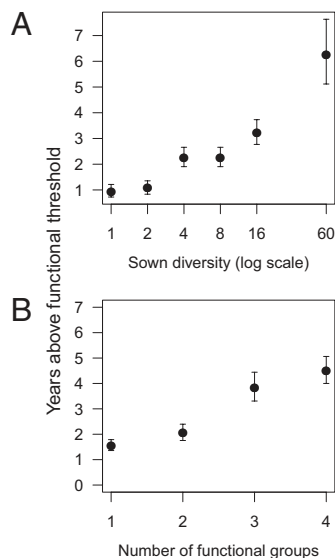 A
7
6
5
4
3
2
1
1 2 4 8 16 60
Sown diversity (log scale)
Years above functional threshold
B
7
6
5
4
3
2
1
0
1 2 3 4
Number of functional groups